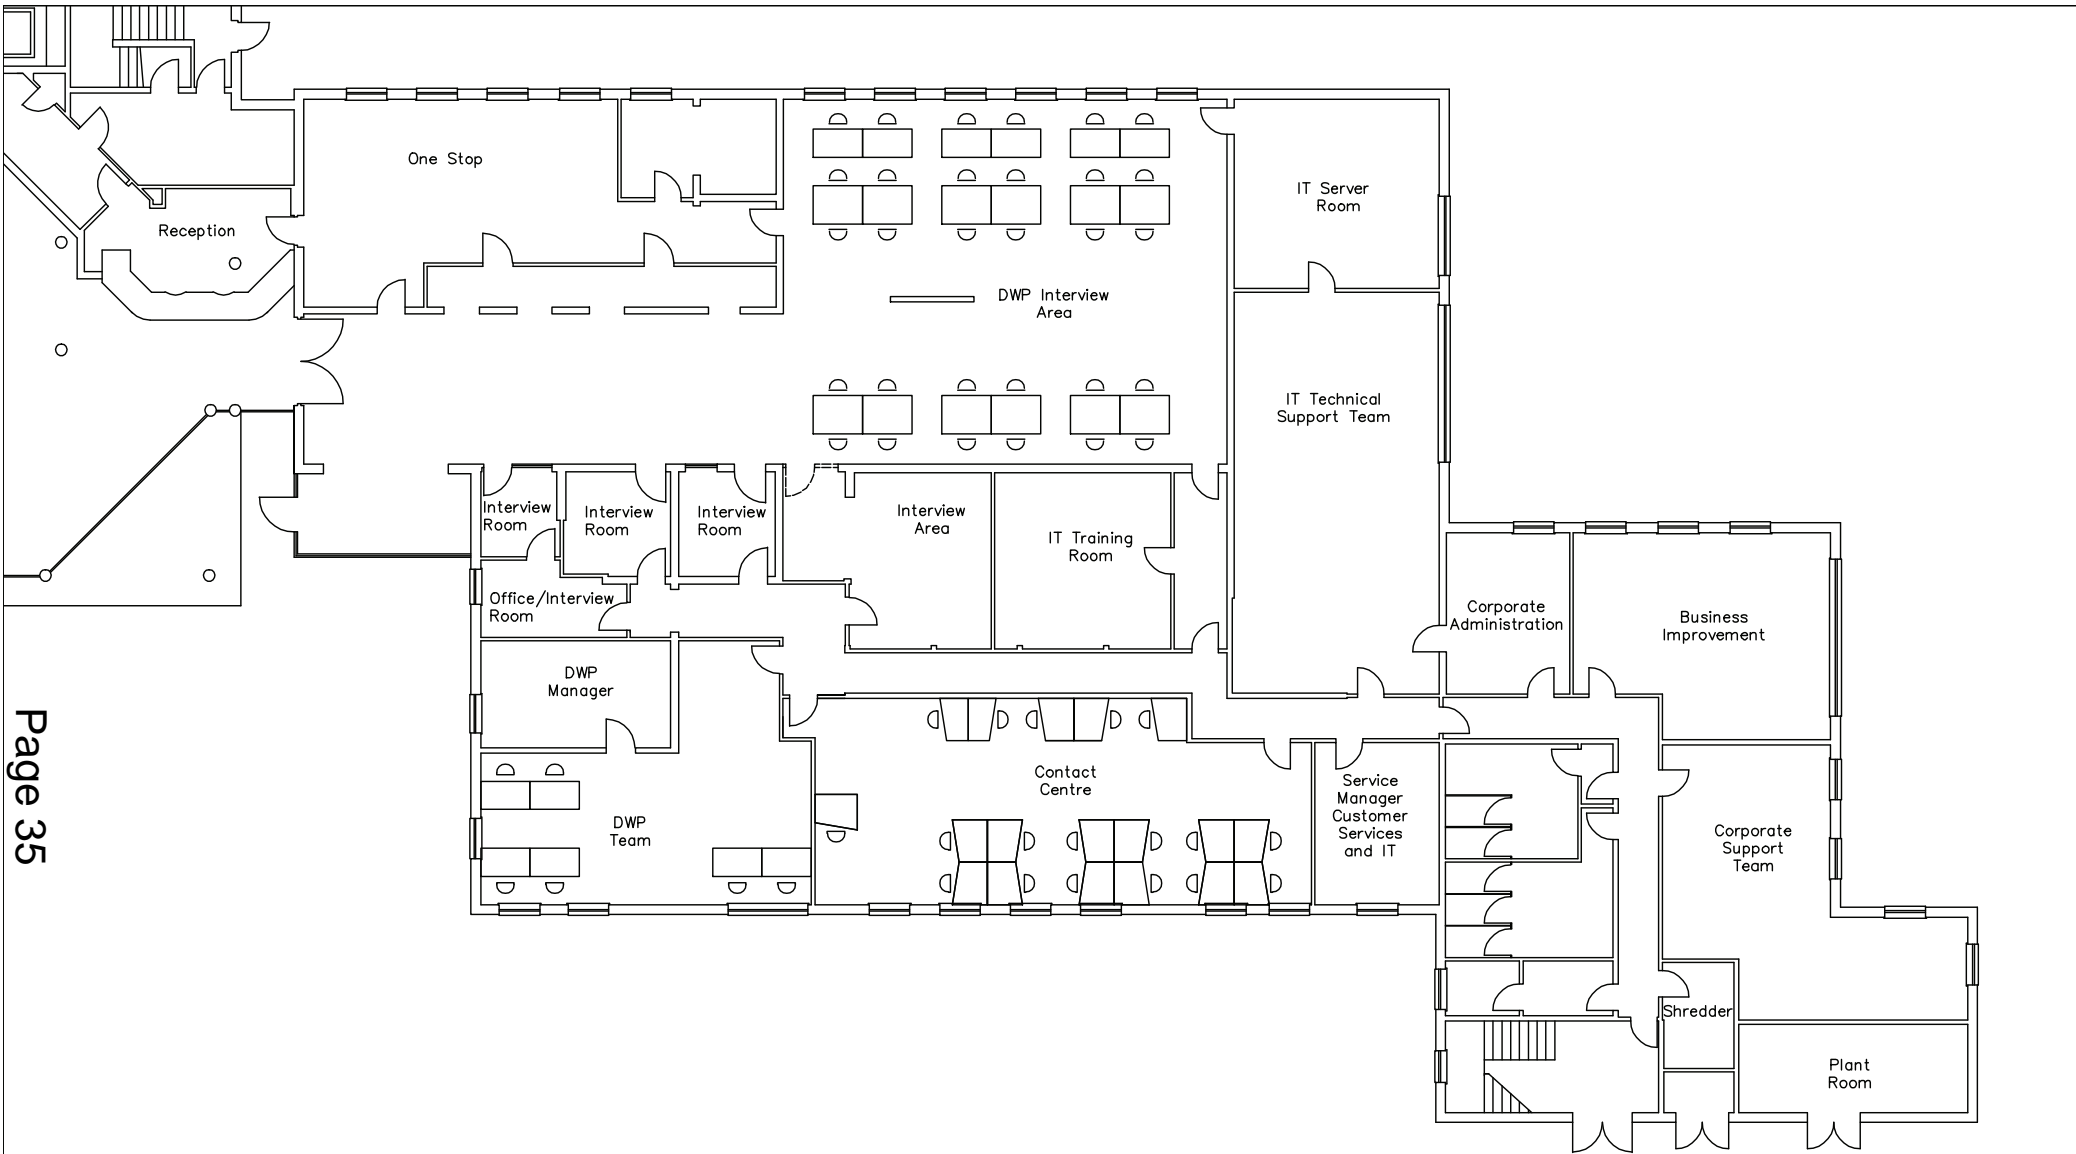 One Stop
IT Server
Room
Reception
DWP Interview
Area
IT Technical
Support Team
Interview
Room
Interview
Room
Interview
Room
Interview
Area
IT Training
Room
Office/Interview
Room
Corporate
Administration
Business
Improvement
DWP
Manager
Contact
Centre
Service
Manager
Customer
Services
and IT
DWP
Team
Corporate
Support
Team
Shredder
Plant
Room
Page 35